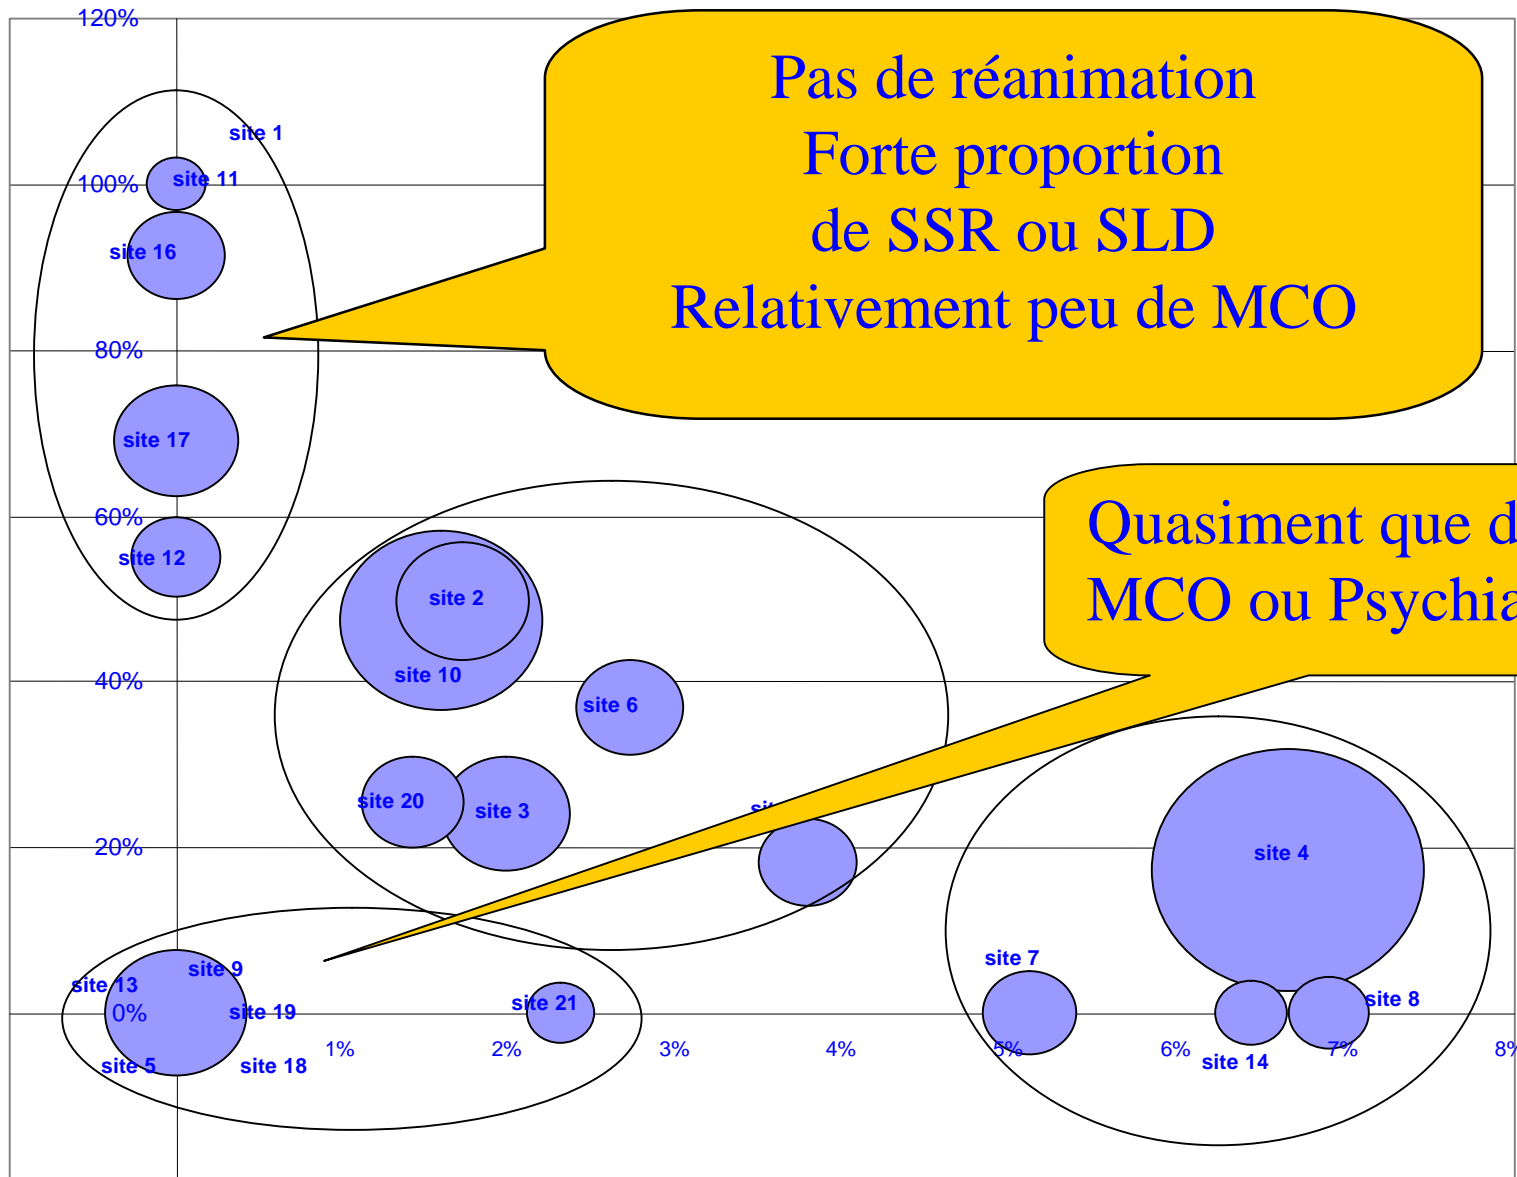 120%
Pas de réanimation
Forte proportion
de SSR ou SLD
Relativement peu de MCO
site 1
100%
site 11
site 16
80%
site 17
60%
site 12
Quasiment que
MCO ou
site 2
site 10
40%
site 6
site 20
site 3
20%
site 4
site 7
site 9
site 13
site 21
site 8
0%
site 19
1%
2%
3%
4%
5%
6%
7%
site 5
site 18
site 14